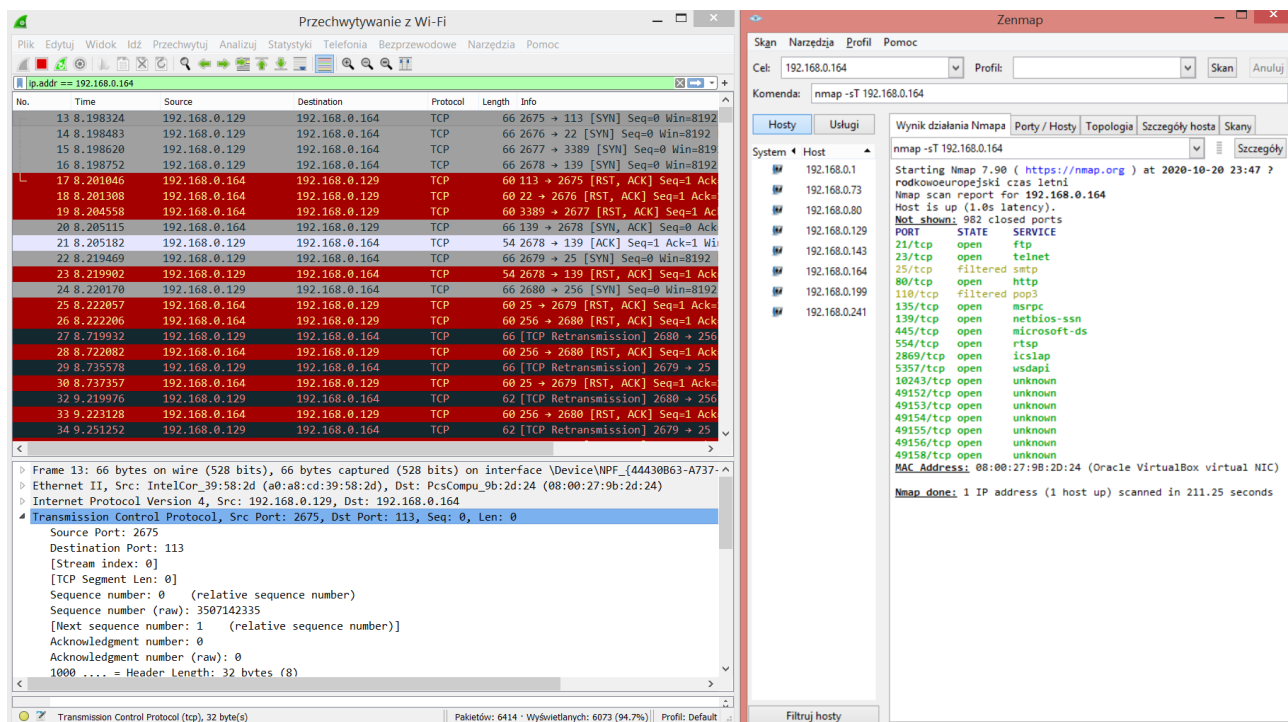 Przechwytywanie z Wi-Fi
Plik Edytuj Widok Idź Przechwytuj Analizuj Statystyki Telefonia Bezprzewodowe Narzędzia Pomoc
ip.addr == 192.168.0.164
No. Time Source Destination Protocol Length Info
13 8.198324 192.168.0.129 192.168.0.164 TCP 66 2675 → 113 [SYN] Seq=0 Win=8192
14 8.198483 192.168.0.129 192.168.0.164 TCP 66 2676 → 22 [SYN] Seq=0 Win=8192
15 8.198620 192.168.0.129 192.168.0.164 TCP 66 2677 → 3389 [SYN] Seq=0 Win=819
16 8.198752 192.168.0.129 192.168.0.164 TCP 66 2678 → 139 [SYN] Seq=0 Win=8192
17 8.201046 192.168.0.164 192.168.0.129 TCP 60 113 → 2675 [RST, ACK] Seq=1 Ack
18 8.201308 192.168.0.164 192.168.0.129 TCP 60 22 → 2676 [RST, ACK] Seq=1 Ack=
19 8.204558 192.168.0.164 192.168.0.129 TCP 60 3389 → 2677 [RST, ACK] Seq=1 Ac
20 8.205115 192.168.0.164 192.168.0.129 TCP 66 139 → 2678 [SYN, ACK] Seq=0 Ack
21 8.205182 192.168.0.129 192.168.0.164 TCP 54 2678 → 139 [ACK] Seq=1 Ack=1 Wi
22 8.219469 192.168.0.129 192.168.0.164 TCP 66 2679 → 25 [SYN] Seq=0 Win=8192
23 8.219902 192.168.0.129 192.168.0.164 TCP 54 2678 → 139 [RST, ACK] Seq=1 Ack
24 8.220170 192.168.0.129 192.168.0.164 TCP 66 2680 → 256 [SYN] Seq=0 Win=8192
25 8.222057 192.168.0.164 192.168.0.129 TCP 60 25 → 2679 [RST, ACK] Seq=1 Ack=
26 8.222206 192.168.0.164 192.168.0.129 TCP 60 256 → 2680 [RST, ACK] Seq=1 Ack
27 8.719932 192.168.0.129 192.168.0.164 TCP 66 [TCP Retransmission] 2680 → 256
28 8.722082 192.168.0.164 192.168.0.129 TCP 60 256 → 2680 [RST, ACK] Seq=1 Ack
29 8.735578 192.168.0.129 192.168.0.164 TCP 66 [TCP Retransmission] 2679 → 25
30 8.737357 192.168.0.164 192.168.0.129 TCP 60 25 → 2679 [RST, ACK] Seq=1 Ack=
32 9.219976 192.168.0.129 192.168.0.164 TCP 62 [TCP Retransmission] 2680 → 256
33 9.223128 192.168.0.164 192.168.0.129 TCP 60 256 → 2680 [RST, ACK] Seq=1 Ack
34 9.251252 192.168.0.129 192.168.0.164 TCP 62 [TCP Retransmission] 2679 → 25
Frame 13: 66 bytes on wire (528 bits), 66 bytes captured (528 bits) on interface \Device\NPF_{44430B63-A737-
Ethernet II, Src: IntelCor_39:58:2d (a0:a8:cd:39:58:2d), Dst: PcsCompu_9b:2d:24 (08:00:27:9b:2d:24)
Internet Protocol Version 4, Src: 192.168.0.129, Dst: 192.168.0.164
Transmission Control Protocol, Src Port: 2675, Dst Port: 113, Seq: 0, Len: 0
Source Port: 2675
Destination Port: 113
[Stream index: 0]
[TCP Segment Len: 0]
Sequence number: 0 (relative sequence number)
Sequence number (raw): 3507142335
[Next sequence number: 1 (relative sequence number)]
Acknowledgment number: 0
Acknowledgment number (raw): 0
1000 .... = Header Length: 32 bytes (8)
Transmission Control Protocol (tcp), 32 byte(s) Pakietów: 6414 · Wyświetlanych: 6073 (94.7%) Profil: Default
Zenmap
Skan Narzędzia Profil Pomoc
Cel: 192.168.0.164 Profil: Skan Anuluj
Komenda: nmap -sT 192.168.0.164
Hosty Usługi
System Host
192.168.0.1
192.168.0.73
192.168.0.80
192.168.0.129
192.168.0.143
192.168.0.164
192.168.0.199
192.168.0.241
Filtruj hosty
Wynik działania Nmapa Porty / Hosty Topologia Szczegóły hosta Skany
nmap -sT 192.168.0.164 Szczegóły
Starting Nmap 7.90 ( https://nmap.org ) at 2020-10-20 23:47 ?
rodkowoeuropejski czas letni
Nmap scan report for 192.168.0.164
Host is up (1.0s latency).
Not shown: 982 closed ports
PORT STATE SERVICE
21/tcp open ftp
23/tcp open telnet
25/tcp filtered smtp
80/tcp open http
110/tcp filtered pop3
135/tcp open msrpc
139/tcp open netbios-ssn
445/tcp open microsoft-ds
554/tcp open rtsp
2869/tcp open icslap
5357/tcp open wsdapi
10243/tcp open unknown
49152/tcp open unknown
49153/tcp open unknown
49154/tcp open unknown
49155/tcp open unknown
49156/tcp open unknown
49158/tcp open unknown
MAC Address: 08:00:27:9B:2D:24 (Oracle VirtualBox virtual NIC)
Nmap done: 1 IP address (1 host up) scanned in 211.25 seconds